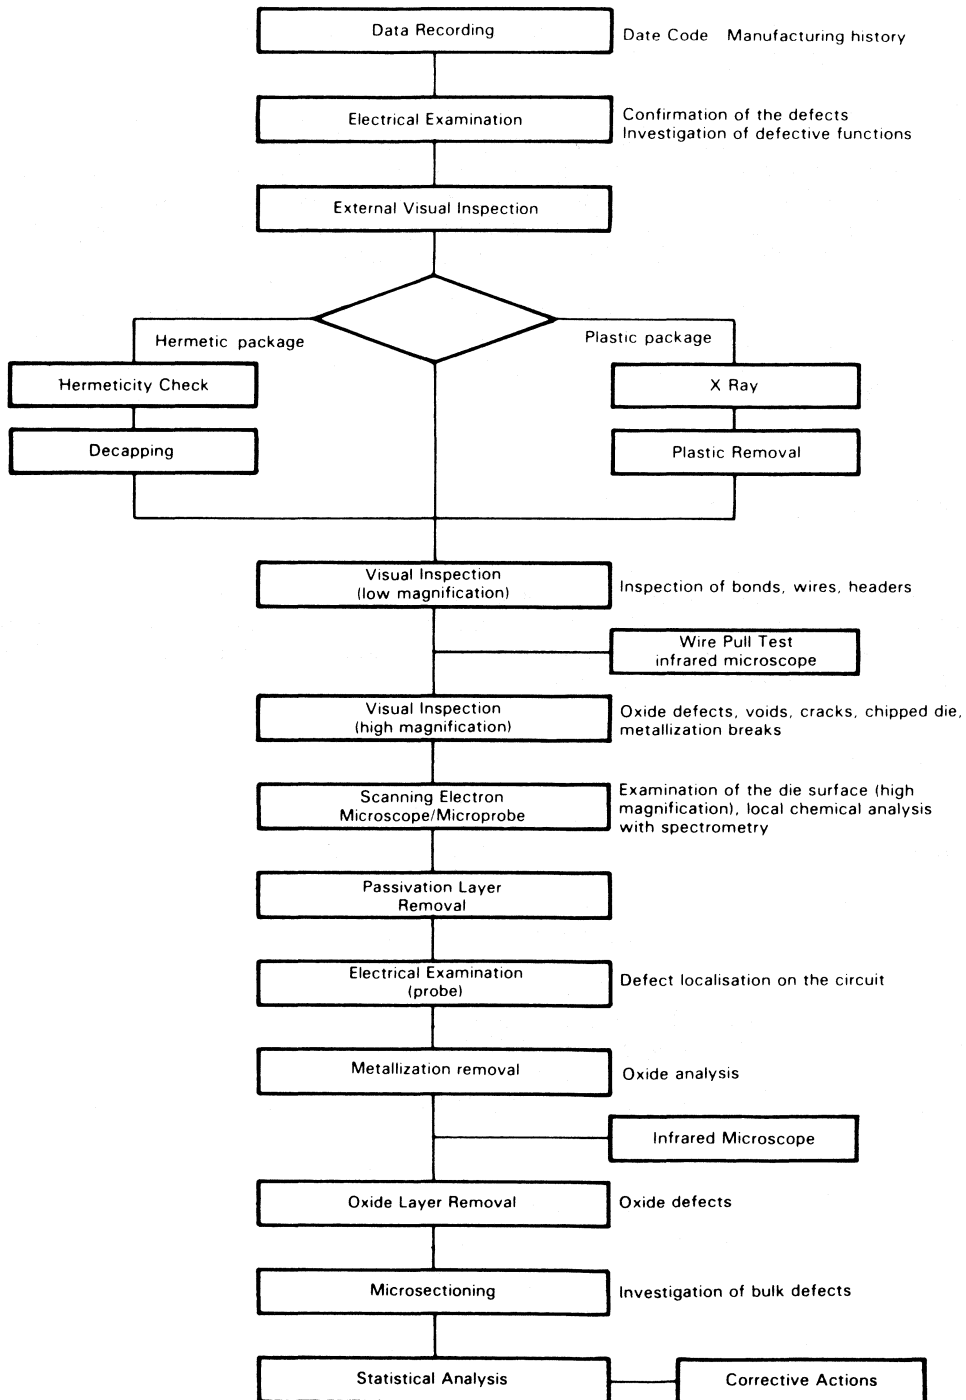 Data Recording
Date Code Manufacturing history
Electrical Examination
Confirmation of the defects
Investigation of defective functions
External Visual Inspection
Hermetic package
Plastic package
Hermeticity Check
X Ray
Decapping
Plastic Removal
Visual Inspection
(low magnification)
Inspection of bonds, wires, headers
Wire Pull Test
infrared microscope
Visual Inspection
(high magnification)
Oxide defects, voids, cracks, chipped die,
metallization breaks
Scanning Electron
Microscope/Microprobe
Examination of the die surface (high
magnification), local chemical analysis
with spectrometry
Passivation Layer
Removal
Electrical Examination
(probe)
Defect localisation on the circuit
Metallization removal
Oxide analysis
Infrared Microscope
Oxide Layer Removal
Oxide defects
Microsectioning
Investigation of bulk defects
Statistical Analysis
Corrective Actions